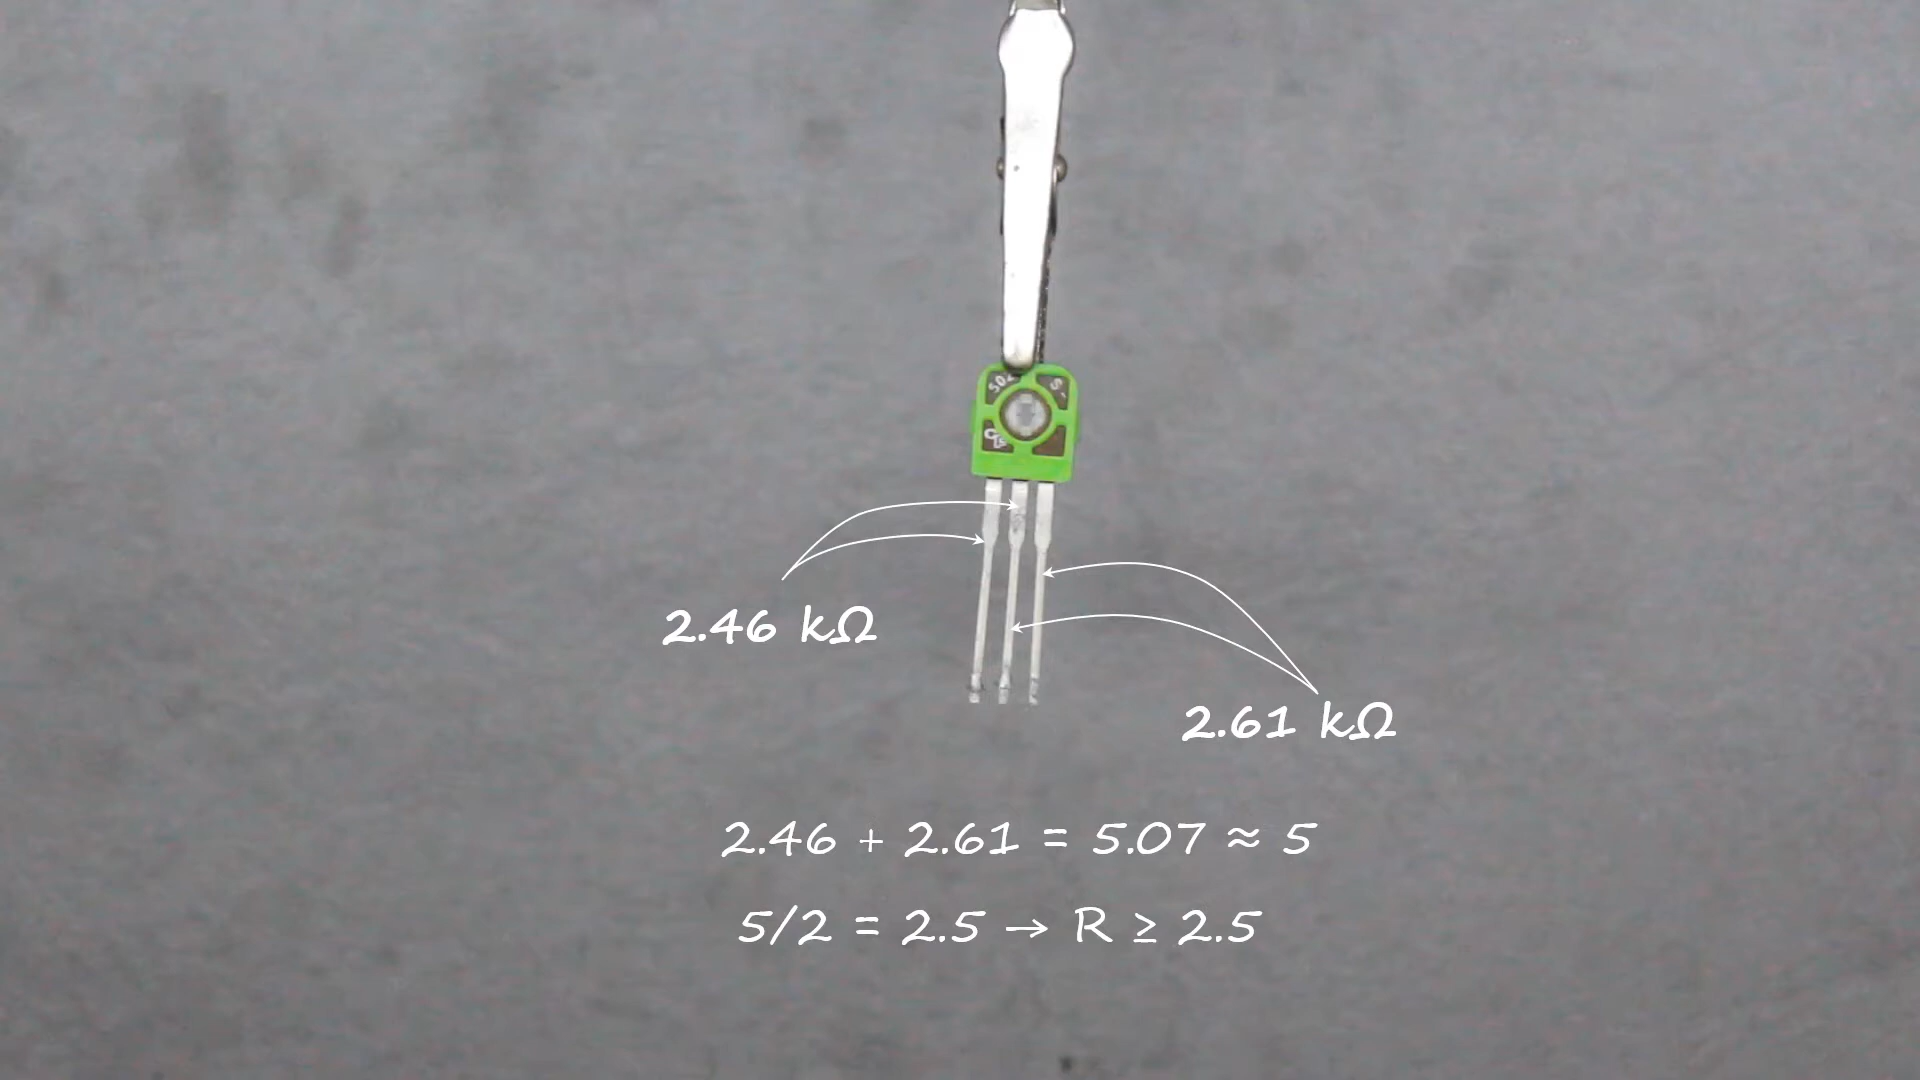 502
S
2.46 kΩ
2.61 kΩ
2.46 + 2.61 = 5.07 ≈ 5
5/2 = 2.5 → R ≥ 2.5